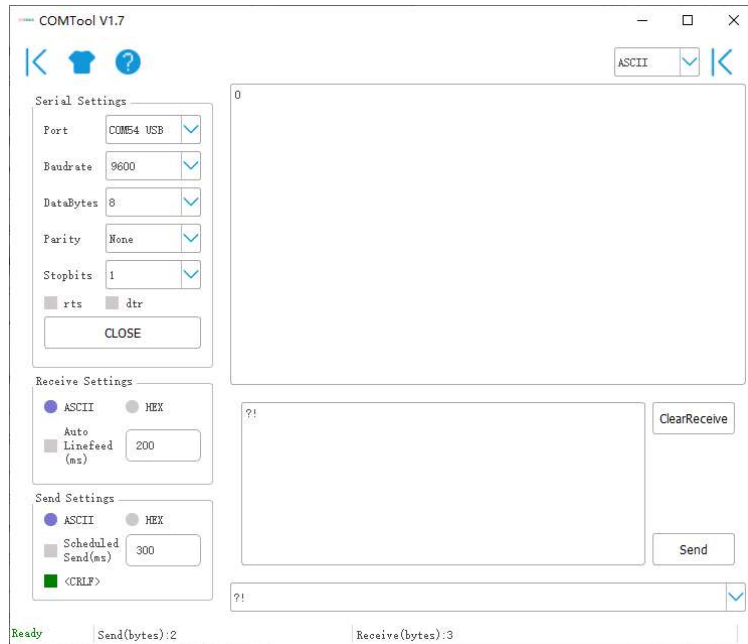 COMTool V1.7
ASCII
Serial Settings
Port COM54 USB
Baudrate 9600
DataBytes 8
Parity None
Stopbits 1
rts dtr
CLOSE
0
Receive Settings
ASCII HEX
Auto
Linefeed
(ms)
200
?!
ClearReceive
Send Settings
ASCII HEX
Scheduled
Send(ms)
300
<CRLF>
Send
?!
Ready Send(bytes):2 Receive(bytes):3